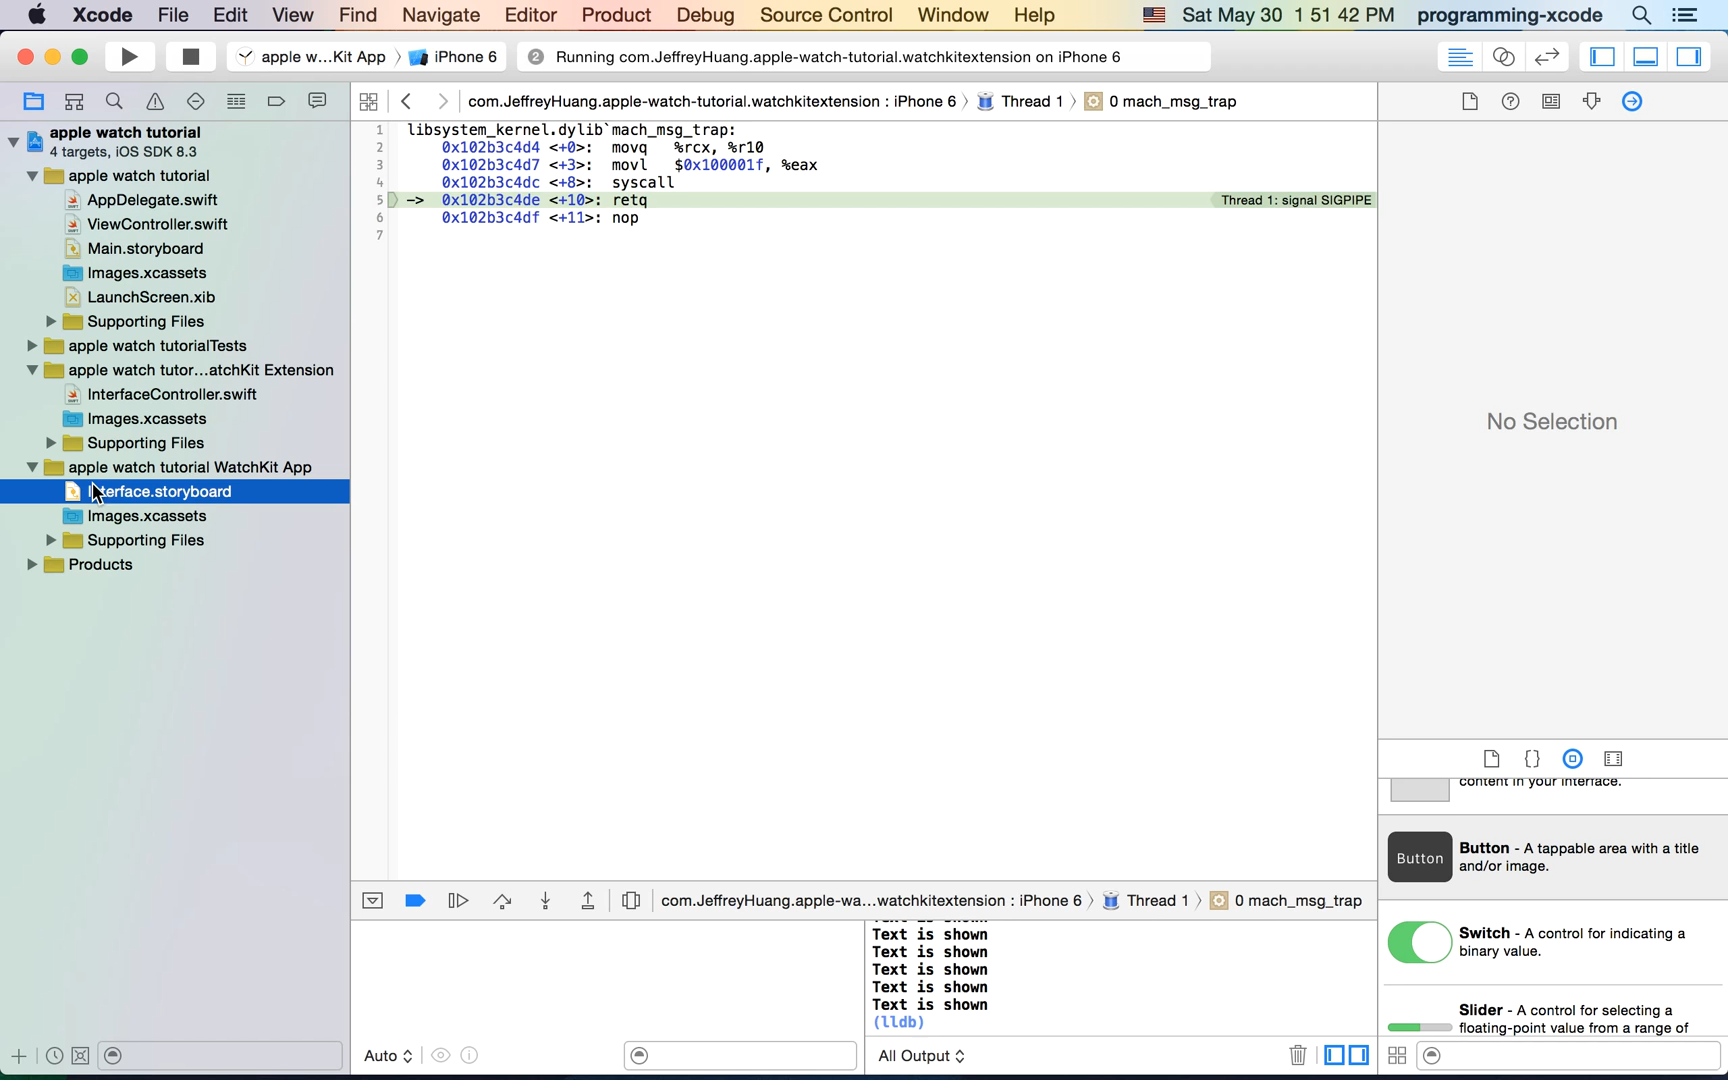 Xcode File Edit View Find Navigate Editor Product Debug Source Control Window Help Sat May 30 1 51 42 PM programming-xcode
apple w...Kit App iPhone 6 2 Running com.JeffreyHuang.apple-watch-tutorial.watchkitextension on iPhone 6
com.JeffreyHuang.apple-watch-tutorial.watchkitextension : iPhone 6 Thread 1 0 mach_msg_trap
apple watch tutorial
4 targets, iOS SDK 8.3
apple watch tutorial
AppDelegate.swift
ViewController.swift
Main.storyboard
Images.xcassets
LaunchScreen.xib
Supporting Files
apple watch tutorialTests
apple watch tutor...atchKit Extension
InterfaceController.swift
Images.xcassets
Supporting Files
apple watch tutorial WatchKit App
Interface.storyboard
Images.xcassets
Supporting Files
Products
1 libsystem_kernel.dylib`mach_msg_trap:
2 0x102b3c4d4 <+0>: movq %rcx, %r10
3 0x102b3c4d7 <+3>: movl $0x100001f, %eax
4 0x102b3c4dc <+8>: syscall
5 -> 0x102b3c4de <+10>: retq Thread 1: signal SIGPIPE
6 0x102b3c4df <+11>: nop
7
No Selection
content in your interface.
Button
Button - A tappable area with a title
and/or image.
Switch - A control for indicating a
binary value.
Slider - A control for selecting a
floating-point value from a range of
com.JeffreyHuang.apple-wa...watchkitextension : iPhone 6 Thread 1 0 mach_msg_trap
Text is shown
Text is shown
Text is shown
Text is shown
Text is shown
Text is shown
(lldb)
Auto All Output